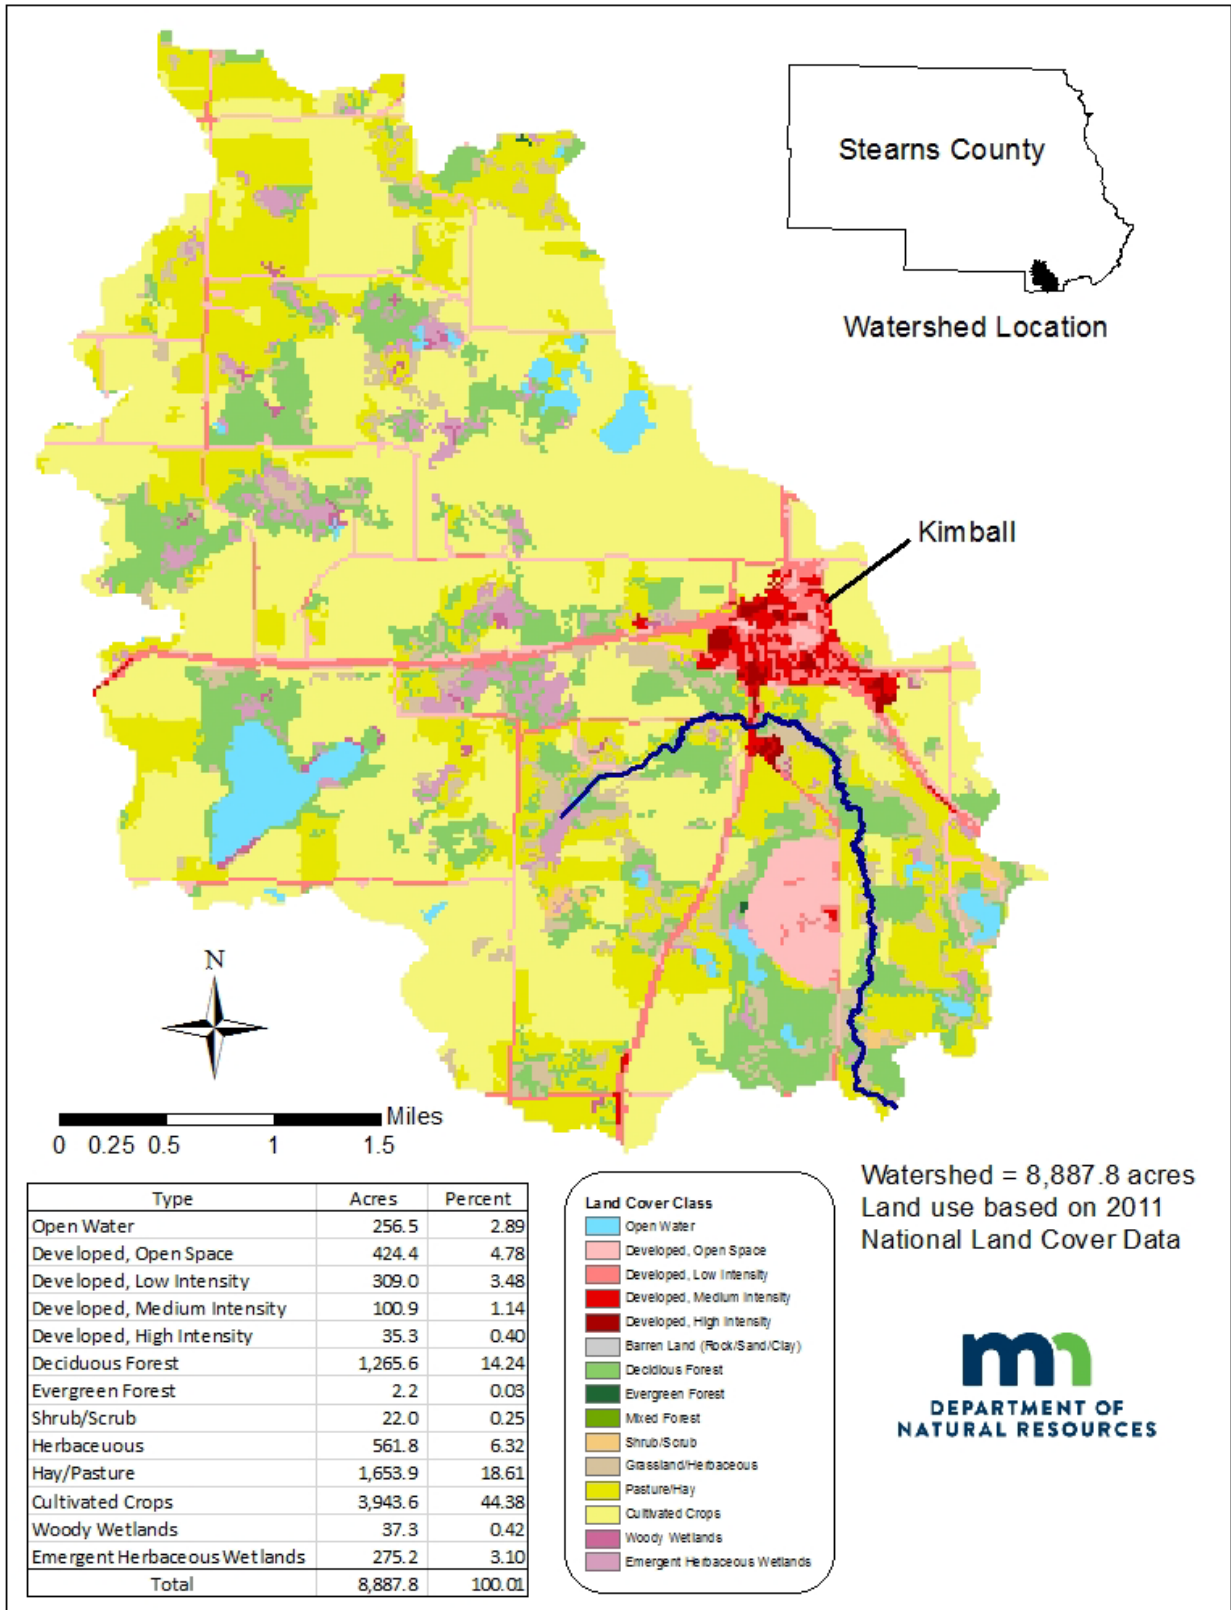 Stearns County
Watershed Location
Kimball
N
Miles
0 0.25 0.5 1 1.5
Watershed = 8,887.8 acres
Land use based on 2011
National Land Cover Data
Type Acres Percent
Open Water 256.5 2.89
Developed, Open Space 424.4 4.78
Developed, Low Intensity 309.0 3.48
Developed, Medium Intensity 100.9 1.14
Developed, High Intensity 35.3 0.40
Deciduous Forest 1,265.6 14.24
Evergreen Forest 2.2 0.03
Shrub/Scrub 22.0 0.25
Herbaceuous 561.8 6.32
Hay/Pasture 1,653.9 18.61
Cultivated Crops 3,943.6 44.38
Woody Wetlands 37.3 0.42
Emergent Herbaceous Wetlands 275.2 3.10
Total 8,887.8 100.01
Land Cover Class
Open Water
Developed, Open Space
Developed, Low Intensity
Developed, Medium Intensity
Developed, High Intensity
Barren Land (Rock/Sand/Clay)
Decidious Forest
Evergreen Forest
Mixed Forest
Shrub/Scrub
Grassland/Herbaceous
Pasture/Hay
Cultivated Crops
Woody Wetlands
Emergent Herbaceous Wetlands
mn
DEPARTMENT OF
NATURAL RESOURCES